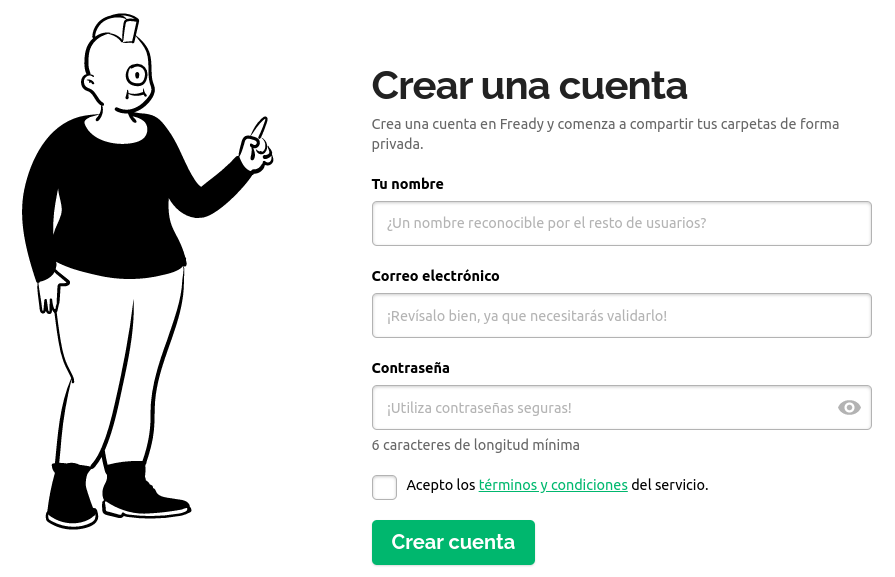 Crear una cuenta
Crea una cuenta en Fready y comienza a compartir tus carpetas de forma
privada.
Tu nombre
¿Un nombre reconocible por el resto de usuarios?
Correo electrónico
¡Revísalo bien, ya que necesitarás validarlo!
Contraseña
¡Utiliza contraseñas seguras!
6 caracteres de longitud mínima
Acepto los términos y condiciones del servicio.
Crear cuenta